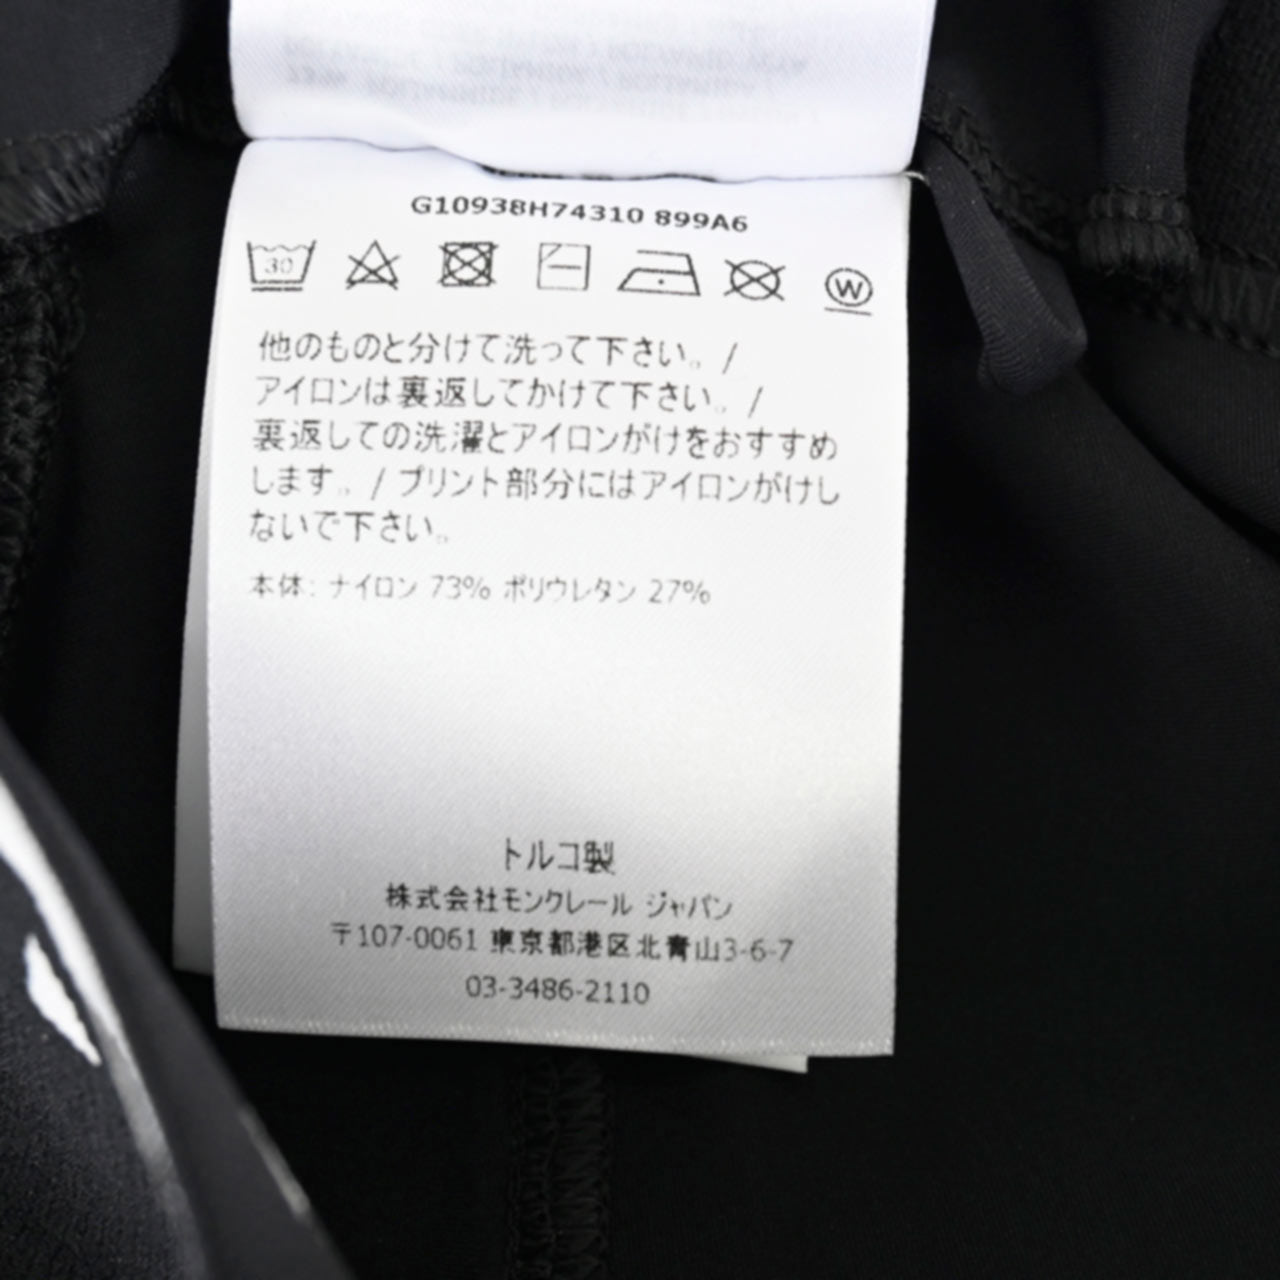 G10938H74310 899A6
30
W
他のものと分けて洗って下さい。/
アイロンは裏返してかけて下さい。/
裏返しての洗濯とアイロンがけをおすすめ
します。/ プリント部分にはアイロンがけし
ないで下さい。
本体: ナイロン 73% ポリウレタン 27%
トルコ製
株式会社モンクレール ジャパン
〒107-0061 東京都港区北青山3-6-7
03-3486-2110